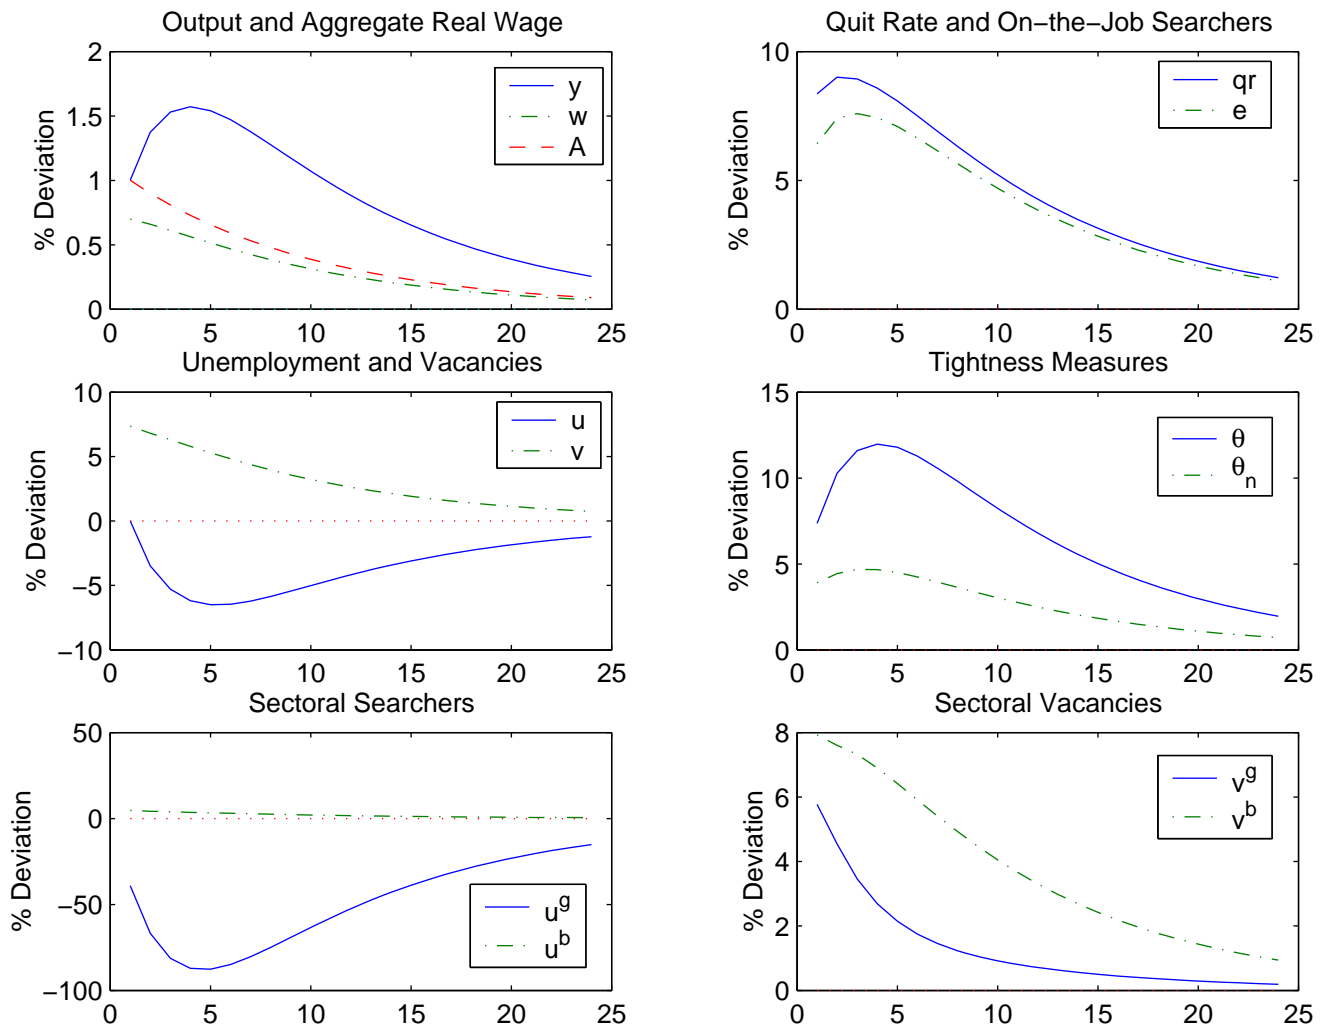 Output and Aggregate Real Wage
% Deviation
2
1.5
1
0.5
0
0 5 10 15 20 25
y
w
A
Quit Rate and On−the−Job Searchers
% Deviation
10
5
0
0 5 10 15 20 25
qr
e
Unemployment and Vacancies
% Deviation
10
5
0
−5
−10
0 5 10 15 20 25
u
v
Tightness Measures
% Deviation
15
10
5
0
0 5 10 15 20 25
θ
θn
Sectoral Searchers
% Deviation
50
0
−50
−100
0 5 10 15 20 25
u^g
u^b
Sectoral Vacancies
% Deviation
8
6
4
2
0
0 5 10 15 20 25
v^g
v^b